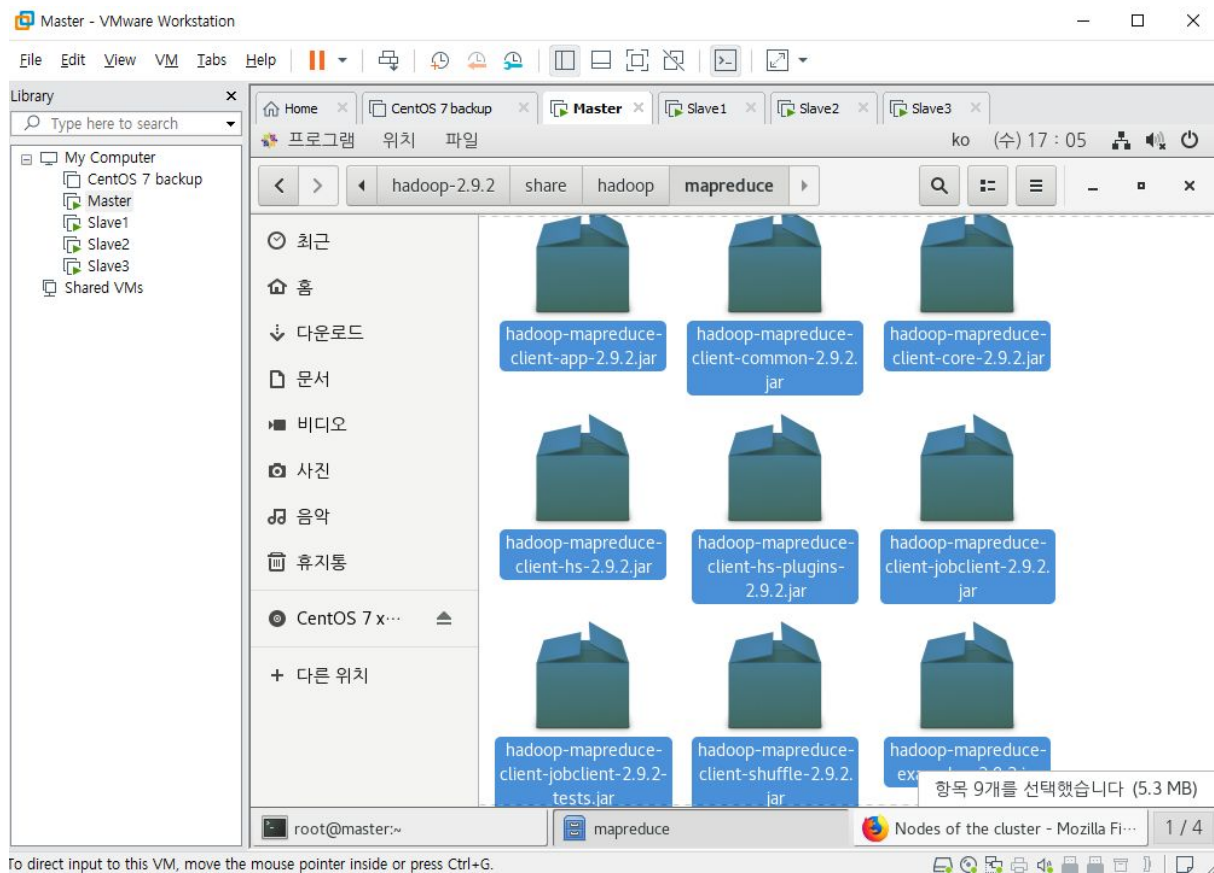 Master - VMware Workstation
File Edit View VM Tabs Help
Library
Type here to search
My Computer
CentOS 7 backup
Master
Slave1
Slave2
Slave3
Shared VMs
Home
CentOS 7 backup
Master
Slave1
Slave2
Slave3
프로그램 위치 파일
ko (수) 17 : 05
hadoop-2.9.2 share hadoop mapreduce
최근
홈
다운로드
문서
비디오
사진
음악
휴지통
CentOS 7 x…
다른 위치
hadoop-mapreduce-
client-app-2.9.2.jar
hadoop-mapreduce-
client-common-2.9.2.
jar
hadoop-mapreduce-
client-core-2.9.2.jar
hadoop-mapreduce-
client-hs-2.9.2.jar
hadoop-mapreduce-
client-hs-plugins-
2.9.2.jar
hadoop-mapreduce-
client-jobclient-2.9.2.
jar
hadoop-mapreduce-
client-jobclient-2.9.2-
tests.jar
hadoop-mapreduce-
client-shuffle-2.9.2.
jar
hadoop-mapreduce-
항목 9개를 선택했습니다 (5.3 MB)
root@master:~
mapreduce
Nodes of the cluster - Mozilla Fi…
1 / 4
To direct input to this VM, move the mouse pointer inside or press Ctrl+G.